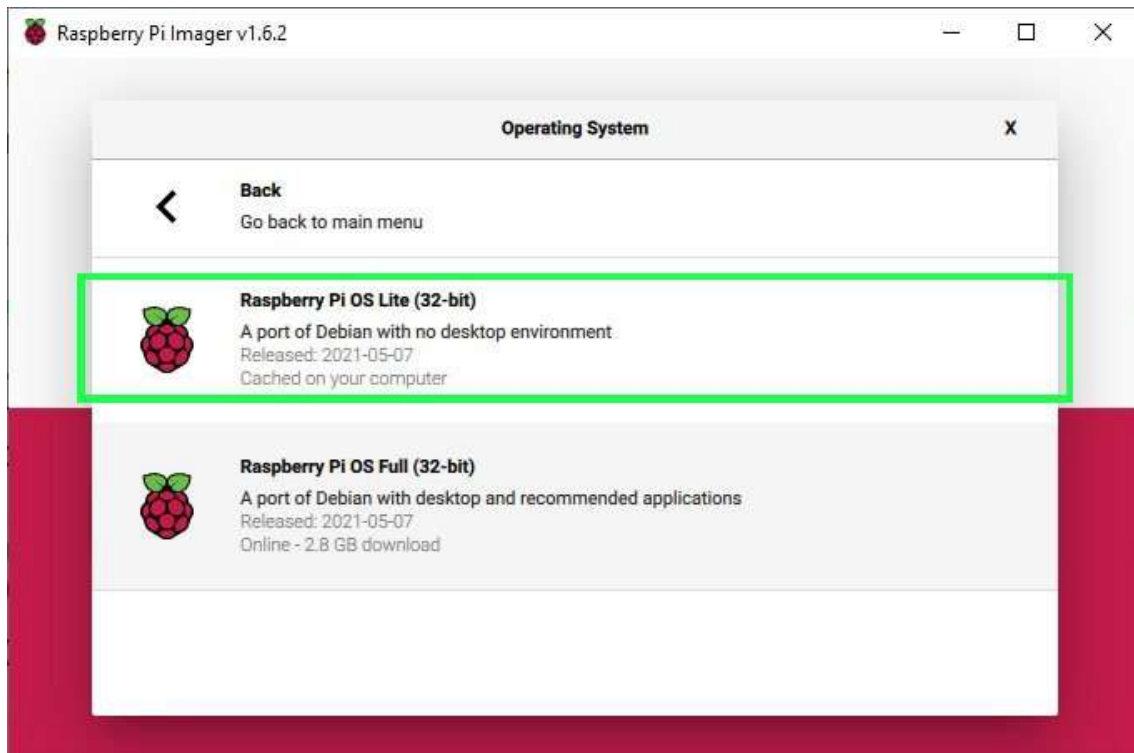 Raspberry Pi Imager v1.6.2
Operating System
X
Back
Go back to main menu
Raspberry Pi OS Lite (32-bit)
A port of Debian with no desktop environment
Released: 2021-05-07
Cached on your computer
Raspberry Pi OS Full (32-bit)
A port of Debian with desktop and recommended applications
Released: 2021-05-07
Online - 2.8 GB download